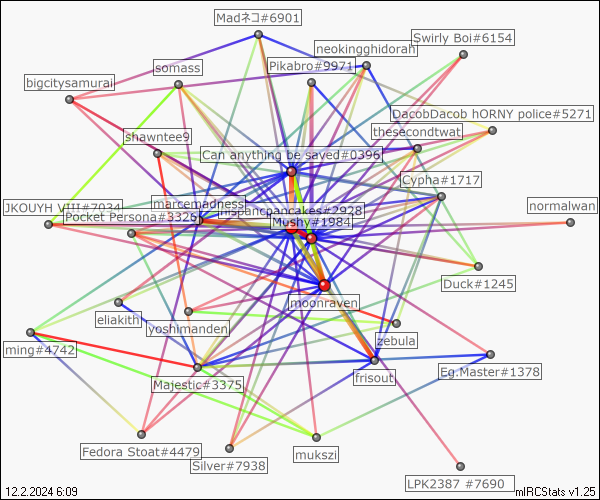 Madネコ#6901
Swirly Boi#6154
neokingghidorah
Pikabro#9971
somass
bigcitysamurai
DacobDacob hORNY police#5271
thesecondtwat
shawntee9
Can anything be saved#0396
Cypha#1717
marcemadness
JKOUYH VII#7034
Pocket Persona#3326
hispanicpancakes#2928
Mushy#1984
normalwan
Duck#1245
jmoonraven
eliakith
yoshimanden
zebula
ming#4742
Majestic#3375
frisout
Eg.Master#1378
Fedora Stoat#4479
Silver#7938
mukszi
LPK2387 #7690
12.2.2024 6:09
mIRCStats v1.25